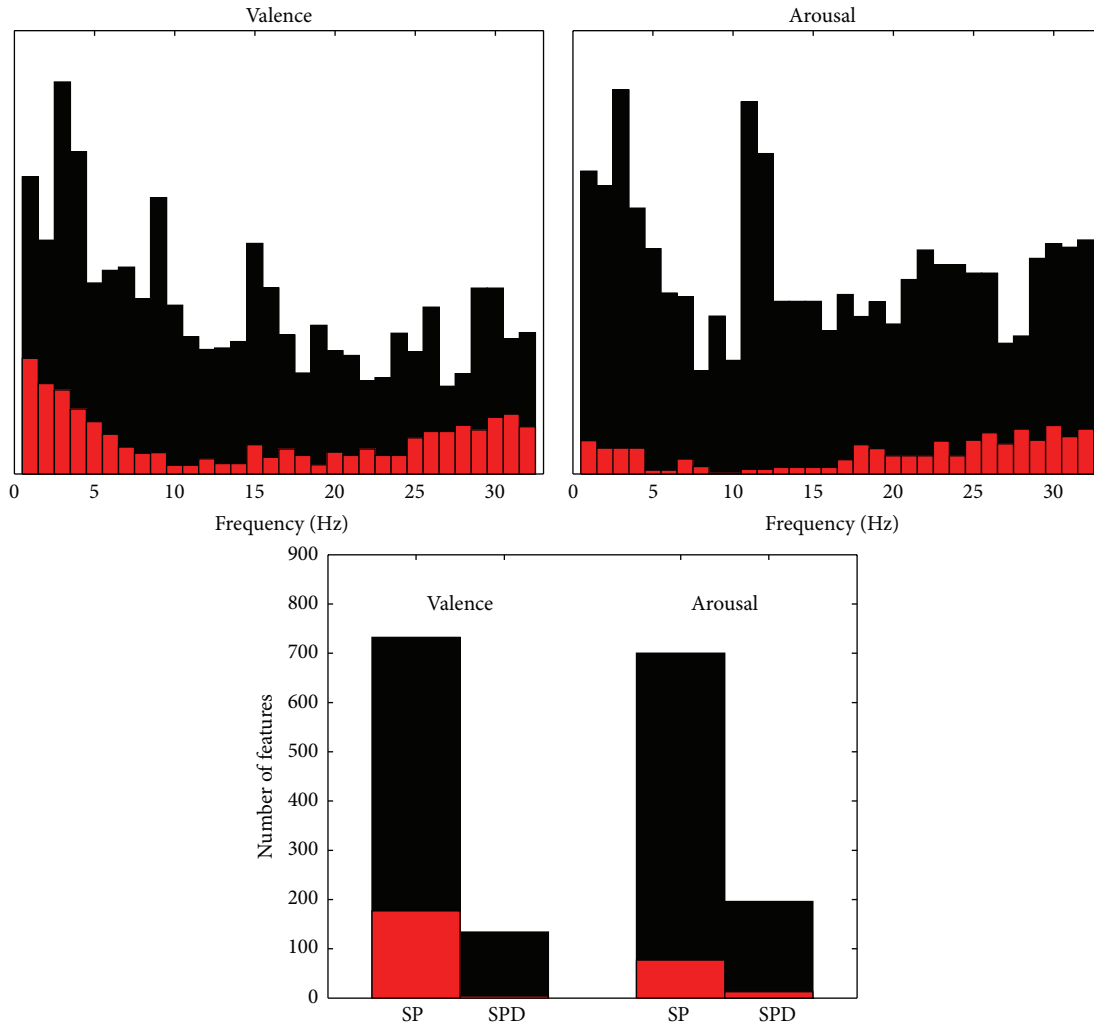 Valence
Arousal
0 5 10 15 20 25 30
0 5 10 15 20 25 30
Frequency (Hz)
Frequency (Hz)
900
800
700
600
500
400
300
200
100
0
Number of features
Valence
Arousal
SP SPD SP SPD